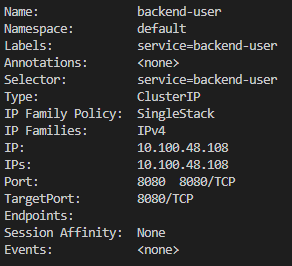 Name: backend-user
Namespace: default
Labels: service=backend-user
Annotations: <none>
Selector: service=backend-user
Type: ClusterIP
IP Family Policy: SingleStack
IP Families: IPv4
IP: 10.100.48.108
IPs: 10.100.48.108
Port: 8080 8080/TCP
TargetPort: 8080/TCP
Endpoints:
Session Affinity: None
Events: <none>